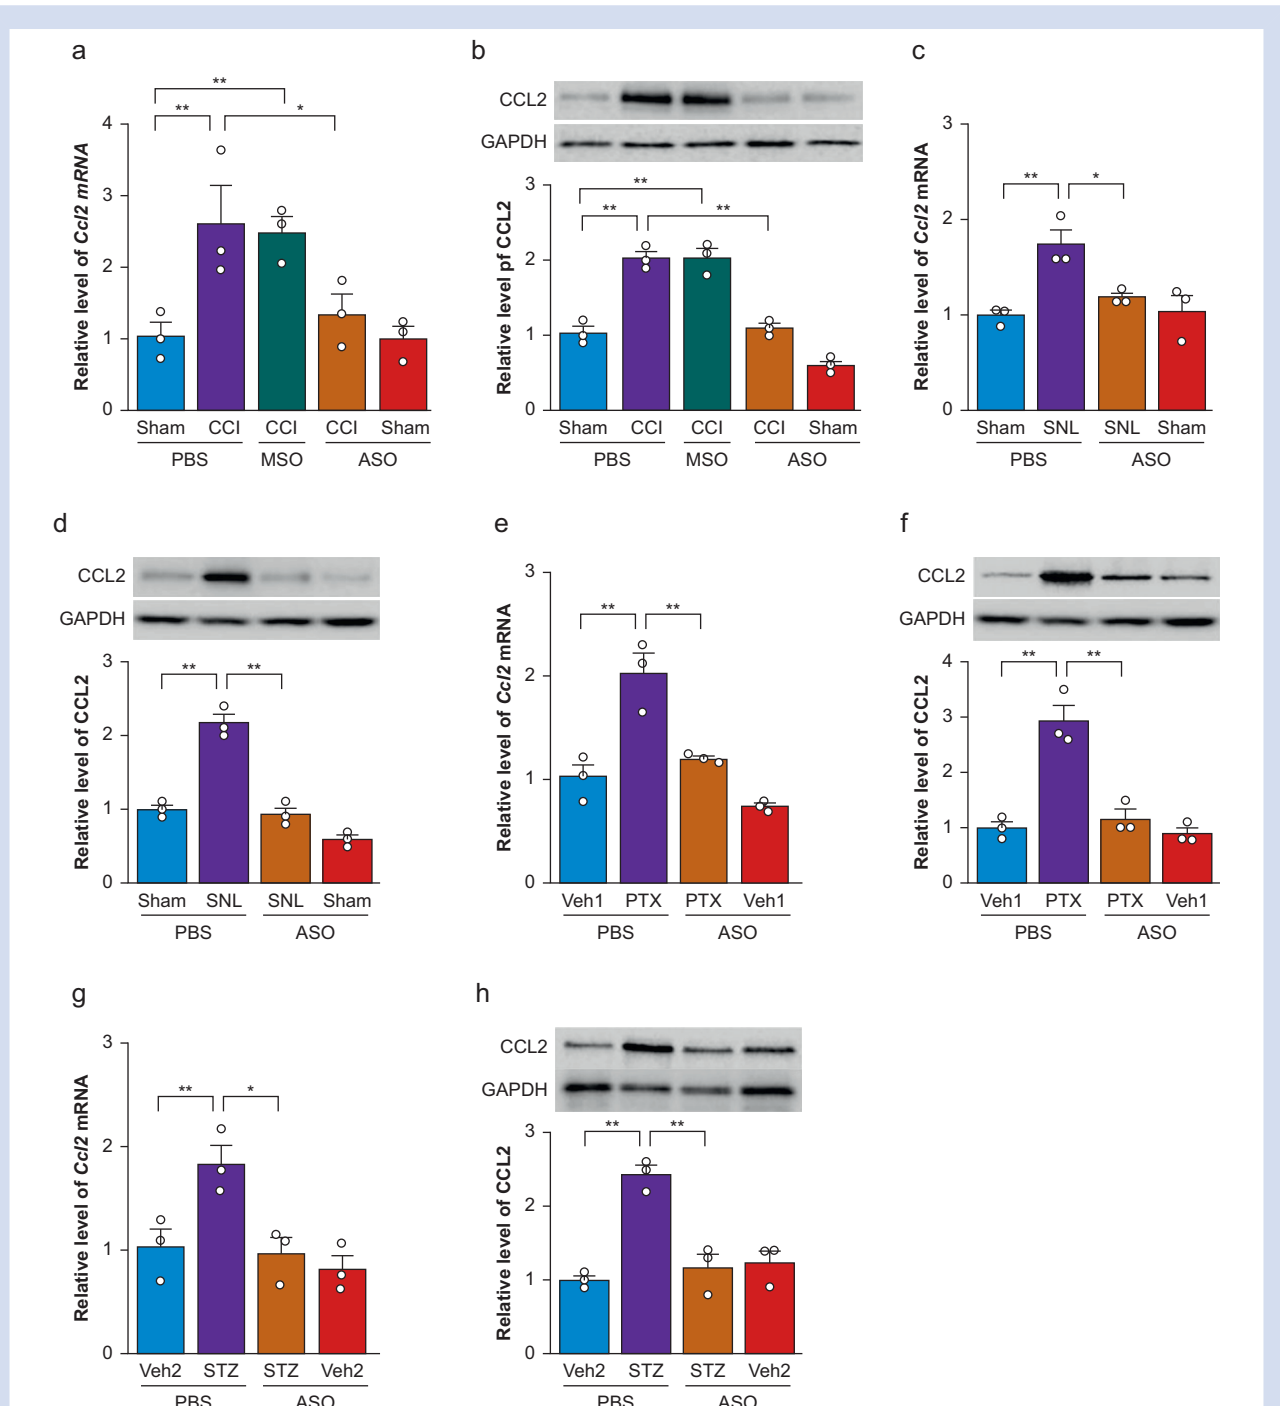 a
** 
** *
Relative level of Ccl2 mRNA
4
3
2
1
0
Sham CCI CCI CCI Sham
PBS MSO ASO
b
CCL2
GAPDH
**
** **
Relative level pf CCL2
3
2
1
0
Sham CCI CCI CCI Sham
PBS MSO ASO
c
** *
Relative level of Ccl2 mRNA
3
2
1
0
Sham SNL SNL Sham
PBS ASO
d
CCL2
GAPDH
** **
Relative level of CCL2
3
2
1
0
Sham SNL SNL Sham
PBS ASO
e
** **
Relative level of Ccl2 mRNA
3
2
1
0
Veh1 PTX PTX Veh1
PBS ASO
f
CCL2
GAPDH
** **
Relative level of CCL2
4
3
2
1
0
Veh1 PTX PTX Veh1
PBS ASO
g
** *
Relative level of Ccl2 mRNA
3
2
1
0
Veh2 STZ STZ Veh2
PBS ASO
h
CCL2
GAPDH
** **
Relative level of CCL2
3
2
1
0
Veh2 STZ STZ Veh2
PBS ASO